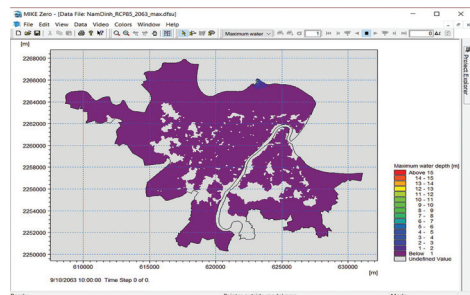 MIKE Zero - [Data File: NamDinh_RCP85_2063_max.dfsu]
File Edit View Data Colors Window Help
Maximum water 1 0
Project Explorer
[m]
2268000
2266000
2264000
2262000
2260000
2258000
2256000
2254000
2252000
2250000
610000 615000 620000 625000 630000
[m]
Maximum water depth [m]
Above 15
14 - 15
13 - 14
12 - 13
11 - 12
10 - 11
9 - 10
8 - 9
7 - 8
6 - 7
5 - 6
4 - 5
3 - 4
2 - 3
1 - 2
Below 1
Undefined Value
9/19/2063 10:00:00 Time Step 0 of 0.